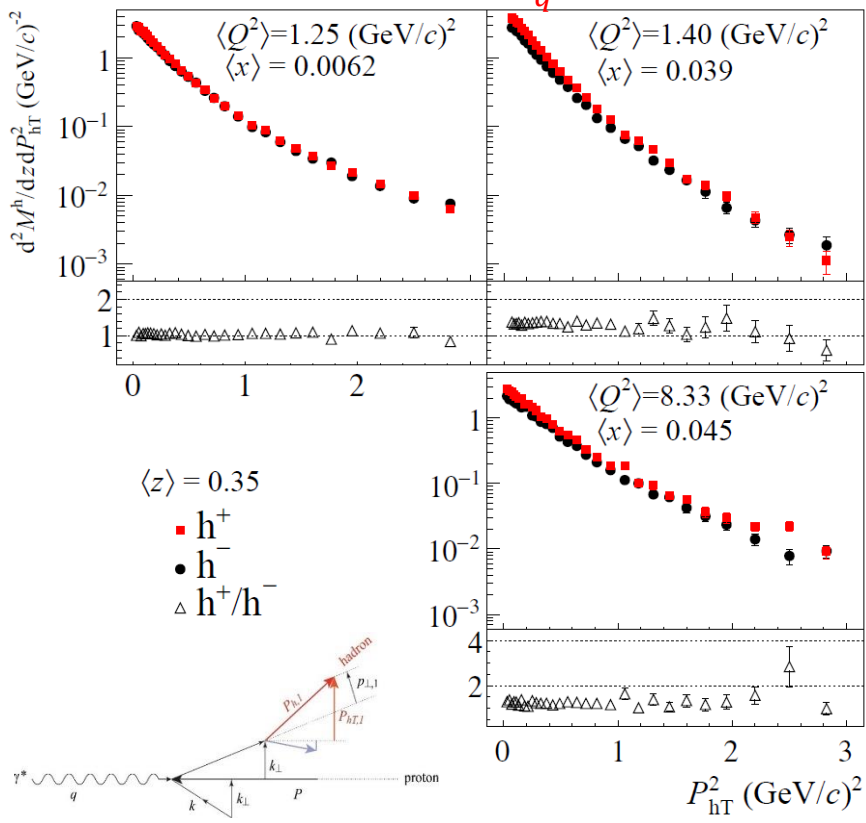 q
d²M^h/dzdP²_hT (GeV/c)^-2
⟨Q²⟩=1.25 (GeV/c)²
⟨x⟩ = 0.0062
1
10^-1
10^-2
10^-3
2
1
0 1 2
⟨Q²⟩=1.40 (GeV/c)²
⟨x⟩ = 0.039
⟨Q²⟩=8.33 (GeV/c)²
⟨x⟩ = 0.045
1
10^-1
10^-2
10^-3
4
2
0 1 2 3
P²_hT (GeV/c)²
⟨z⟩ = 0.35
h⁺
h⁻
h⁺/h⁻
hadron
P_h,1
p_⊥,1
P_hT,1
k_⊥
γ*
q
k
k_⊥
P
proton